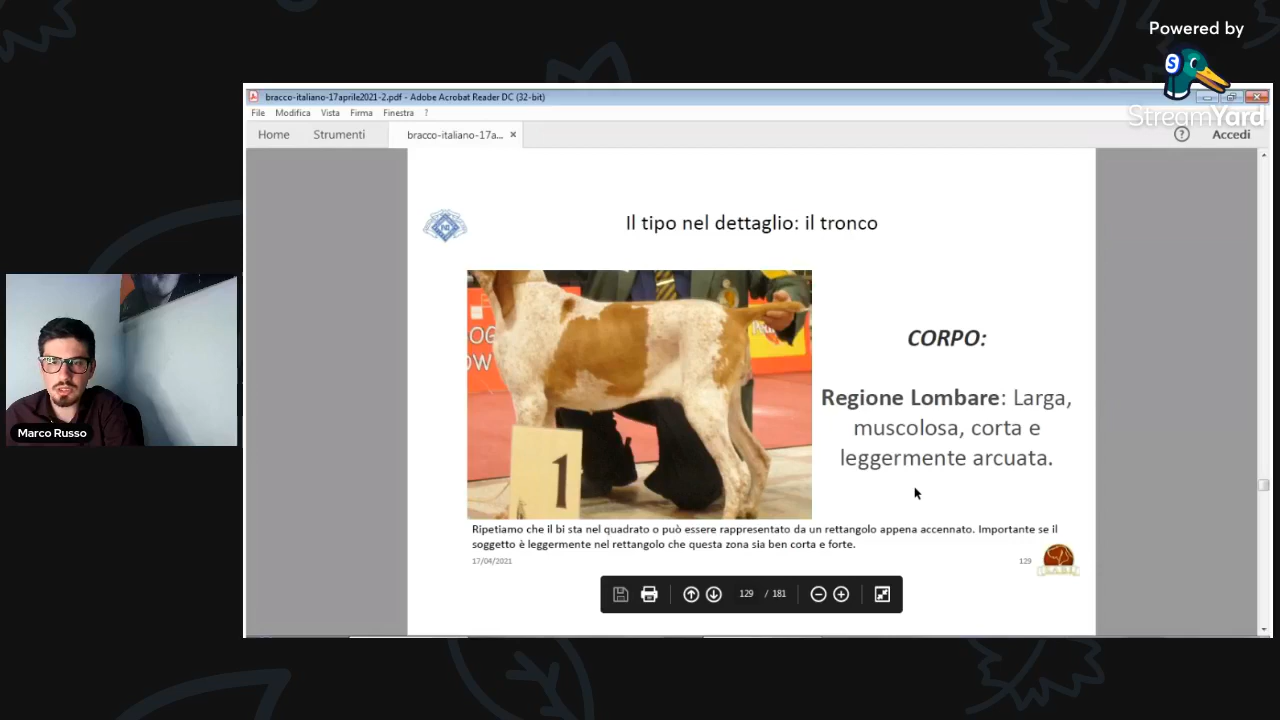 Powered by
S
StreamYard
bracco-italiano-17aprile2021-2.pdf - Adobe Acrobat Reader DC (32-bit)
File Modifica Vista Firma Finestra ?
Home Strumenti bracco-italiano-17a... × ? Accedi
Il tipo nel dettaglio: il tronco
CORPO:
Regione Lombare: Larga,
muscolosa, corta e
leggermente arcuata.
1
Ripetiamo che il bi sta nel quadrato o può essere rappresentato da un rettangolo appena accennato. Importante se il
soggetto è leggermente nel rettangolo che questa zona sia ben corta e forte.
17/04/2021
129
129 / 181
Marco Russo